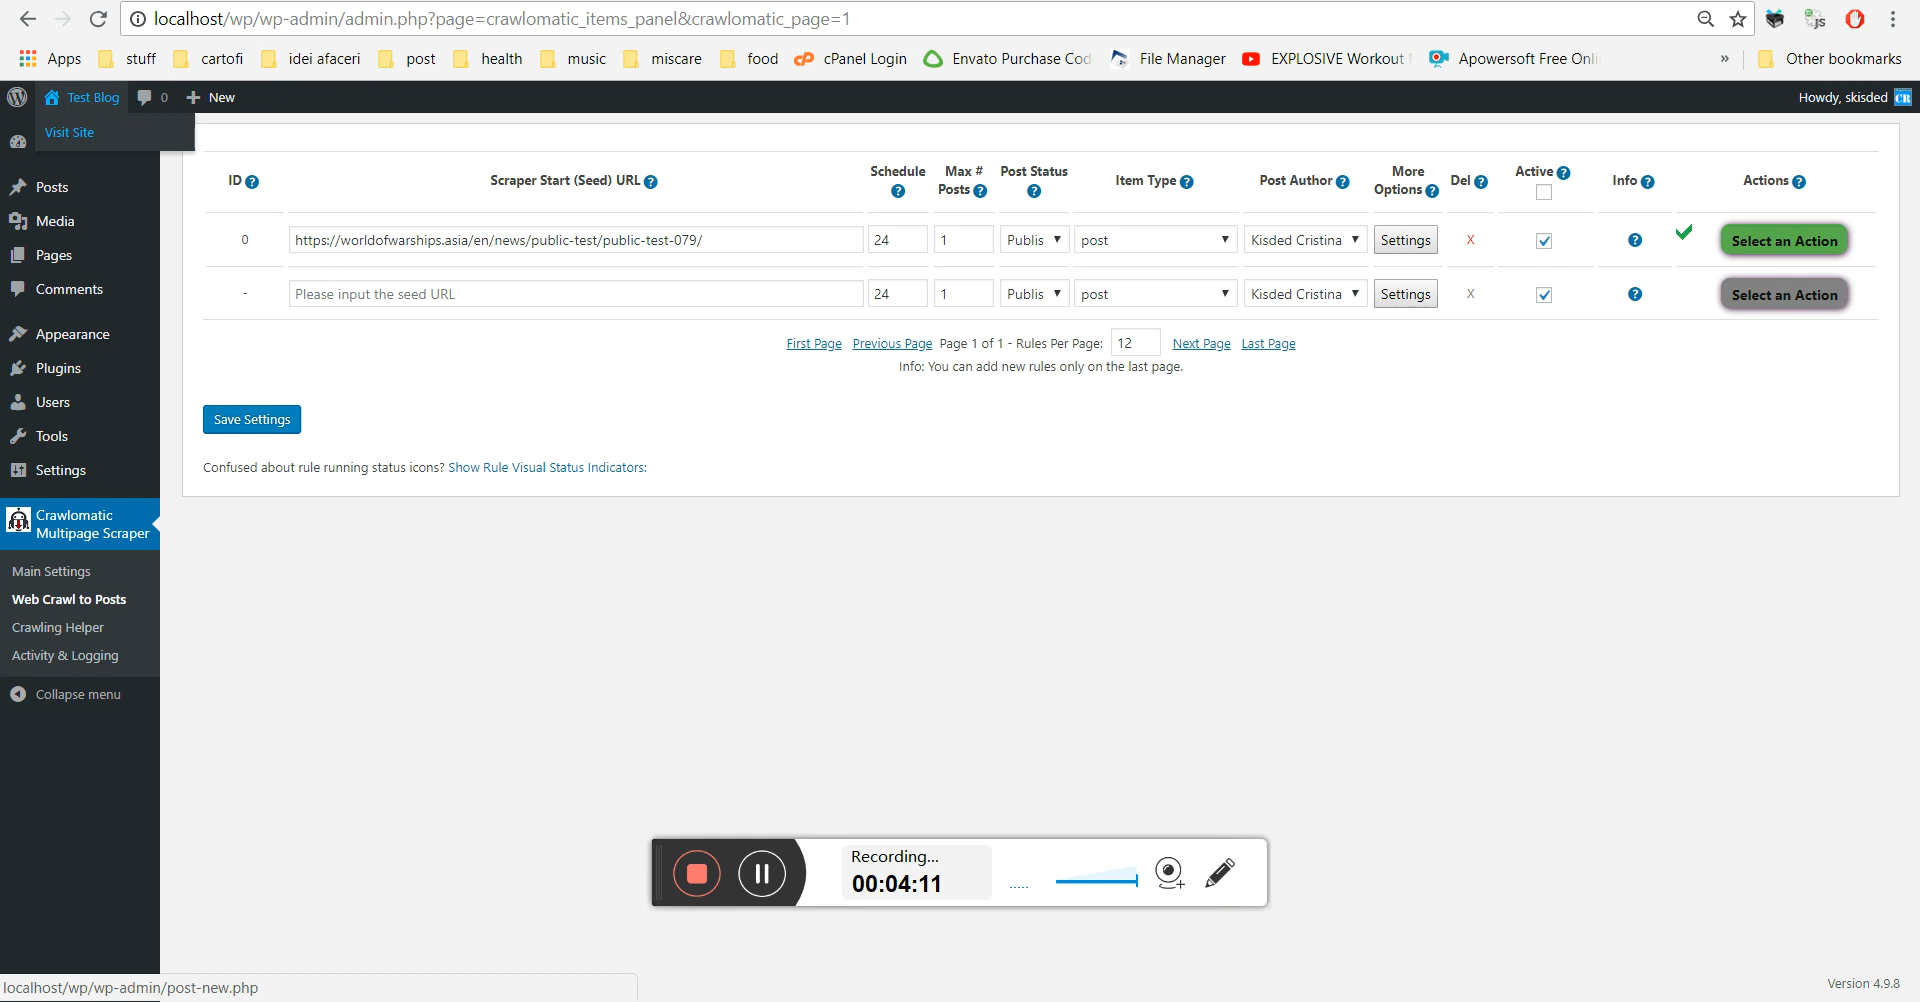 localhost/wp/wp-admin/admin.php?page=crawlomatic_items_panel&crawlomatic_page=1
Apps stuff cartofi idei afaceri post health music miscare food cPanel Login Envato Purchase Cod File Manager EXPLOSIVE Workout Apowersoft Free Onli » Other bookmarks
Test Blog 0 New Howdy, skisded CR
Visit Site
Posts
Media
Pages
Comments
Appearance
Plugins
Users
Tools
Settings
Crawlomatic
Multipage Scraper
Main Settings
Web Crawl to Posts
Crawling Helper
Activity & Logging
Collapse menu
ID Scraper Start (Seed) URL Schedule Max # Posts Post Status Item Type Post Author More Options Del Active Info Actions
0 https://worldofwarships.asia/en/news/public-test/public-test-079/ 24 1 Publis post Kisded Cristina Settings X Select an Action
- Please input the seed URL 24 1 Publis post Kisded Cristina Settings X Select an Action
First Page Previous Page Page 1 of 1 - Rules Per Page: 12 Next Page Last Page
Info: You can add new rules only on the last page.
Save Settings
Confused about rule running status icons? Show Rule Visual Status Indicators:
Recording...
00:04:11
localhost/wp/wp-admin/post-new.php
Version 4.9.8